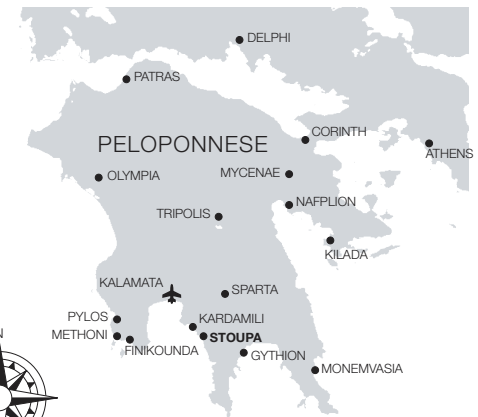 DELPHI
PATRAS
PELOPONNESE
CORINTH
ATHENS
OLYMPIA
MYCENAE
NAFPLION
TRIPOLIS
KILADA
KALAMATA
SPARTA
PYLOS
KARDAMILI
METHONI
STOUPA
FINIKOUNDA
GYTHION
MONEMVASIA
N